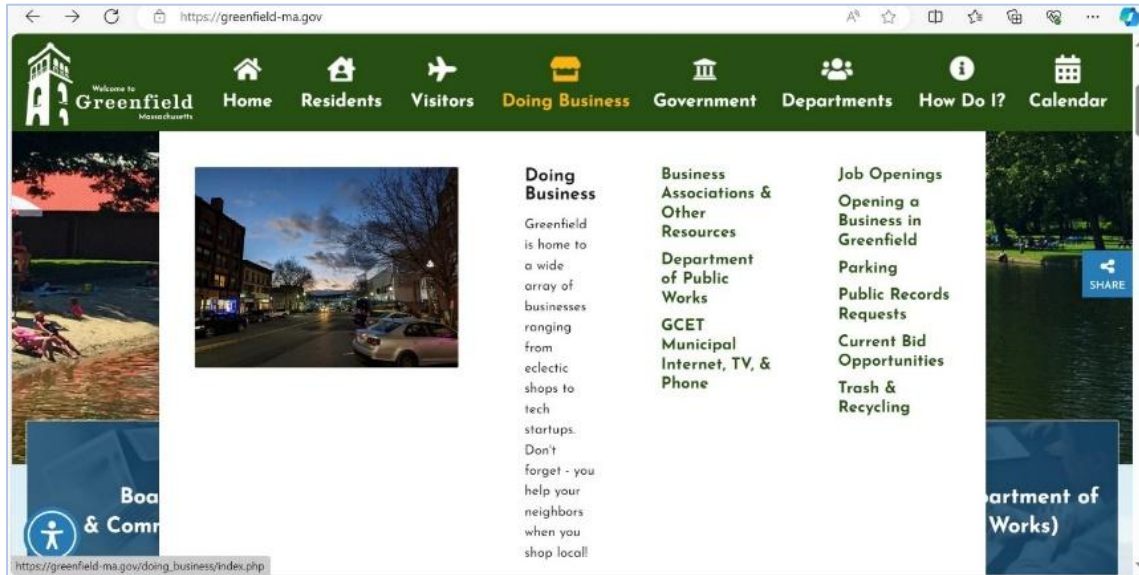 https://greenfield-ma.gov
Welcome to
Greenfield
Massachusetts
Home
Residents
Visitors
Doing Business
Government
Departments
How Do I?
Calendar
Doing
Business
Greenfield
is home to
a wide
array of
businesses
ranging
from
eclectic
shops to
tech
startups.
Don't
forget - you
help your
neighbors
when you
shop local!
Business
Associations &
Other
Resources
Department
of Public
Works
GCET
Municipal
Internet, TV, &
Phone
Job Openings
Opening a
Business in
Greenfield
Parking
Public Records
Requests
Current Bid
Opportunities
Trash &
Recycling
SHARE
Boa
& Comm
artment of
Works)
https://greenfield-ma.gov/doing_business/index.php